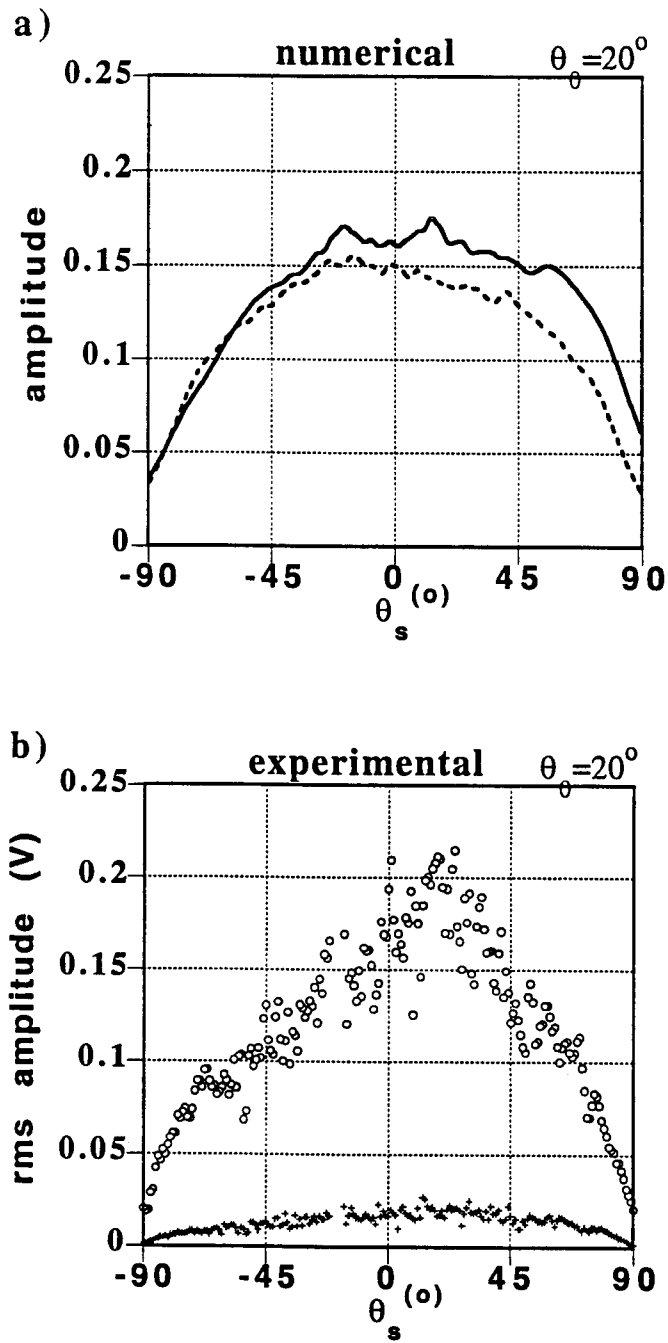 a)
numerical θ₀=20°
0.25
0.2
0.15
0.1
0.05
0
amplitude
-90 -45 0 45 90
θs (o)
b)
experimental θ₀=20°
0.25
0.2
0.15
0.1
0.05
0
rms amplitude (V)
-90 -45 0 45 90
θs (o)